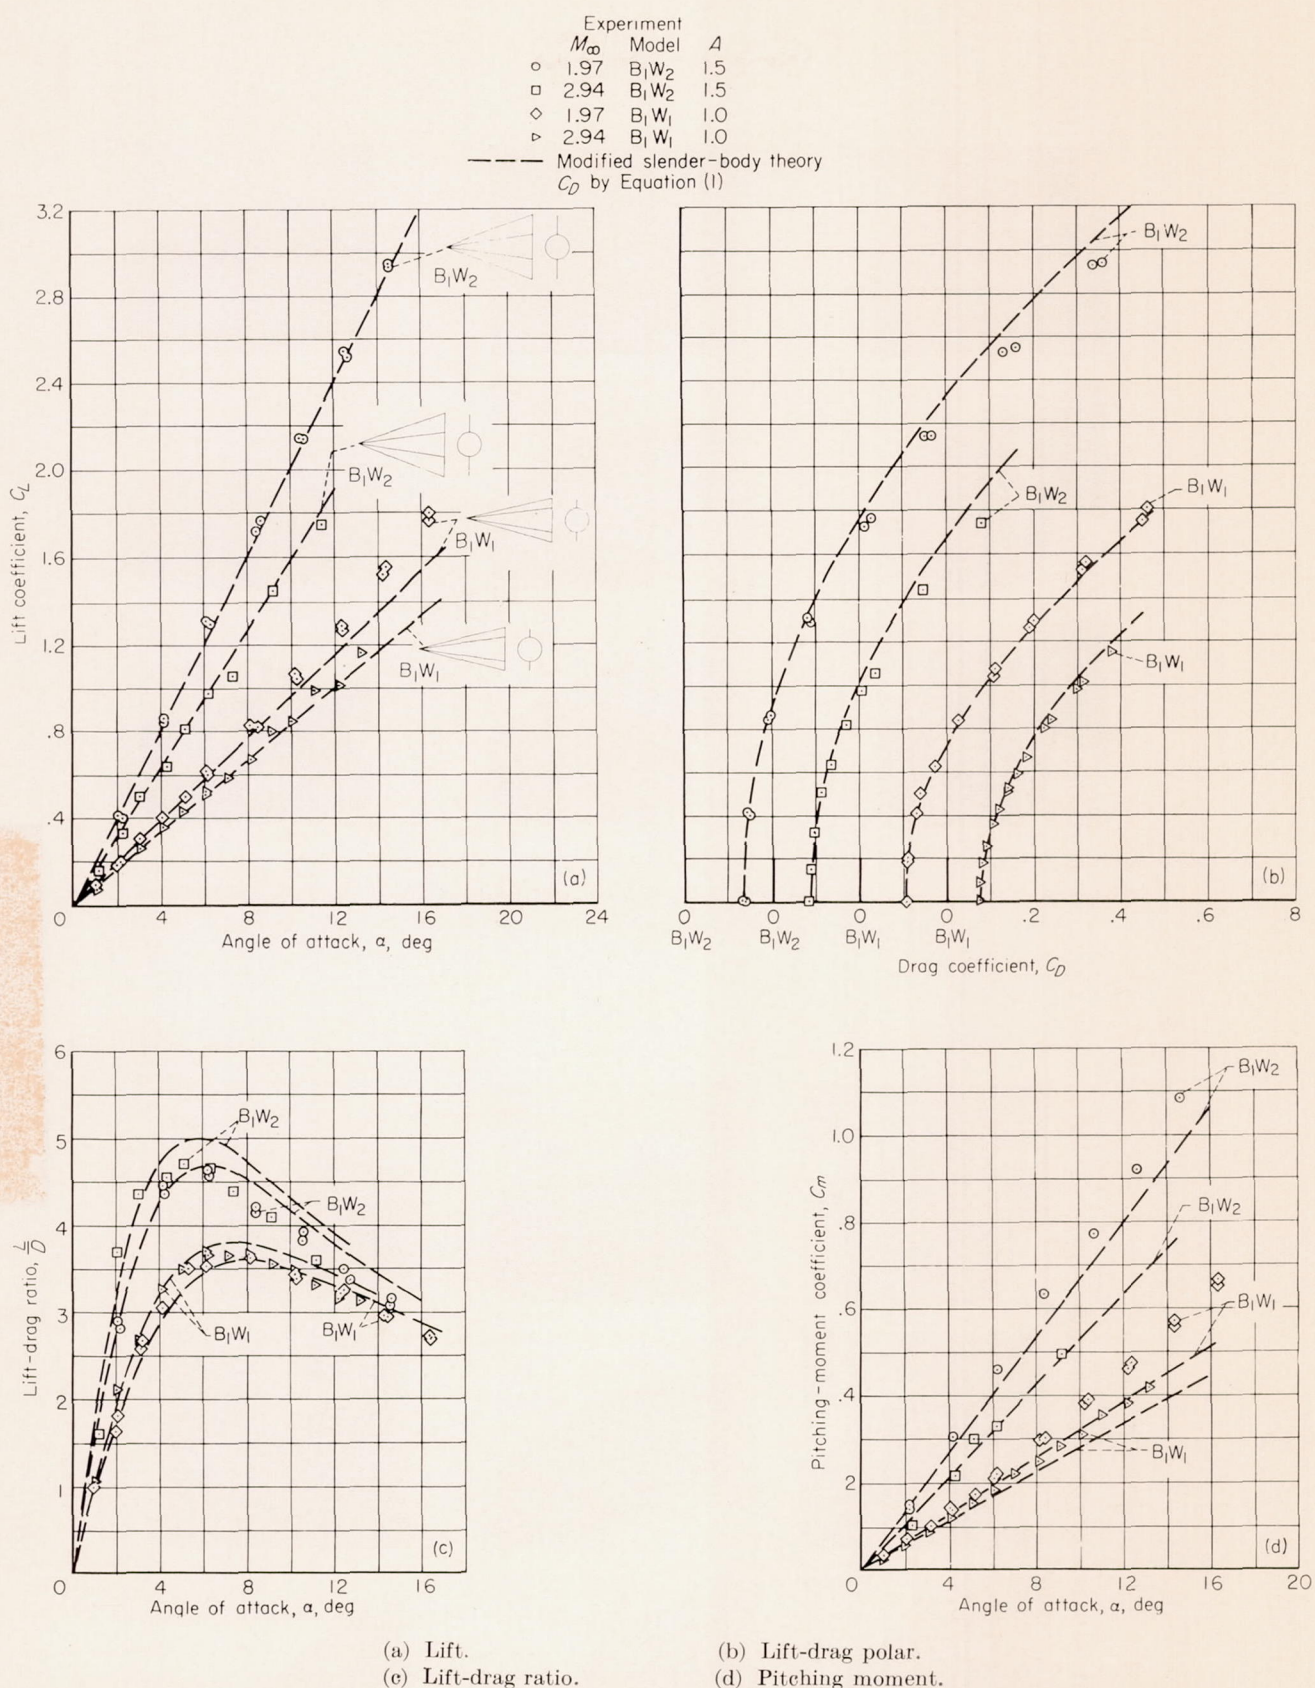 Experiment
M∞ Model A
○ 1.97 B₁W₂ 1.5
□ 2.94 B₁W₂ 1.5
◇ 1.97 B₁W₁ 1.0
▷ 2.94 B₁W₁ 1.0
— — — Modified slender-body theory
C_D by Equation (1)
3.2
2.8
2.4
2.0
1.6
1.2
.8
.4
0
4
8
12
16
20
24
Lift coefficient, C_L
Angle of attack, α, deg
B₁W₂
B₁W₂
B₁W₁
B₁W₁
(a)
B₁W₂
B₁W₂
B₁W₁
B₁W₁
(b)
0 0 0 0 .2 .4 .6 8
B₁W₂ B₁W₂ B₁W₁ B₁W₁
Drag coefficient, C_D
6
5
4
3
2
1
0
4
8
12
16
Lift-drag ratio, L/D
Angle of attack, α, deg
B₁W₂
B₁W₂
B₁W₁
B₁W₁
(c)
1.2
1.0
.8
.6
.4
2
0
4
8
12
16
20
Pitching-moment coefficient, C_m
Angle of attack, α, deg
B₁W₂
B₁W₂
B₁W₁
B₁W₁
(d)
(a) Lift.
(b) Lift-drag polar.
(c) Lift-drag ratio.
(d) Pitching moment.